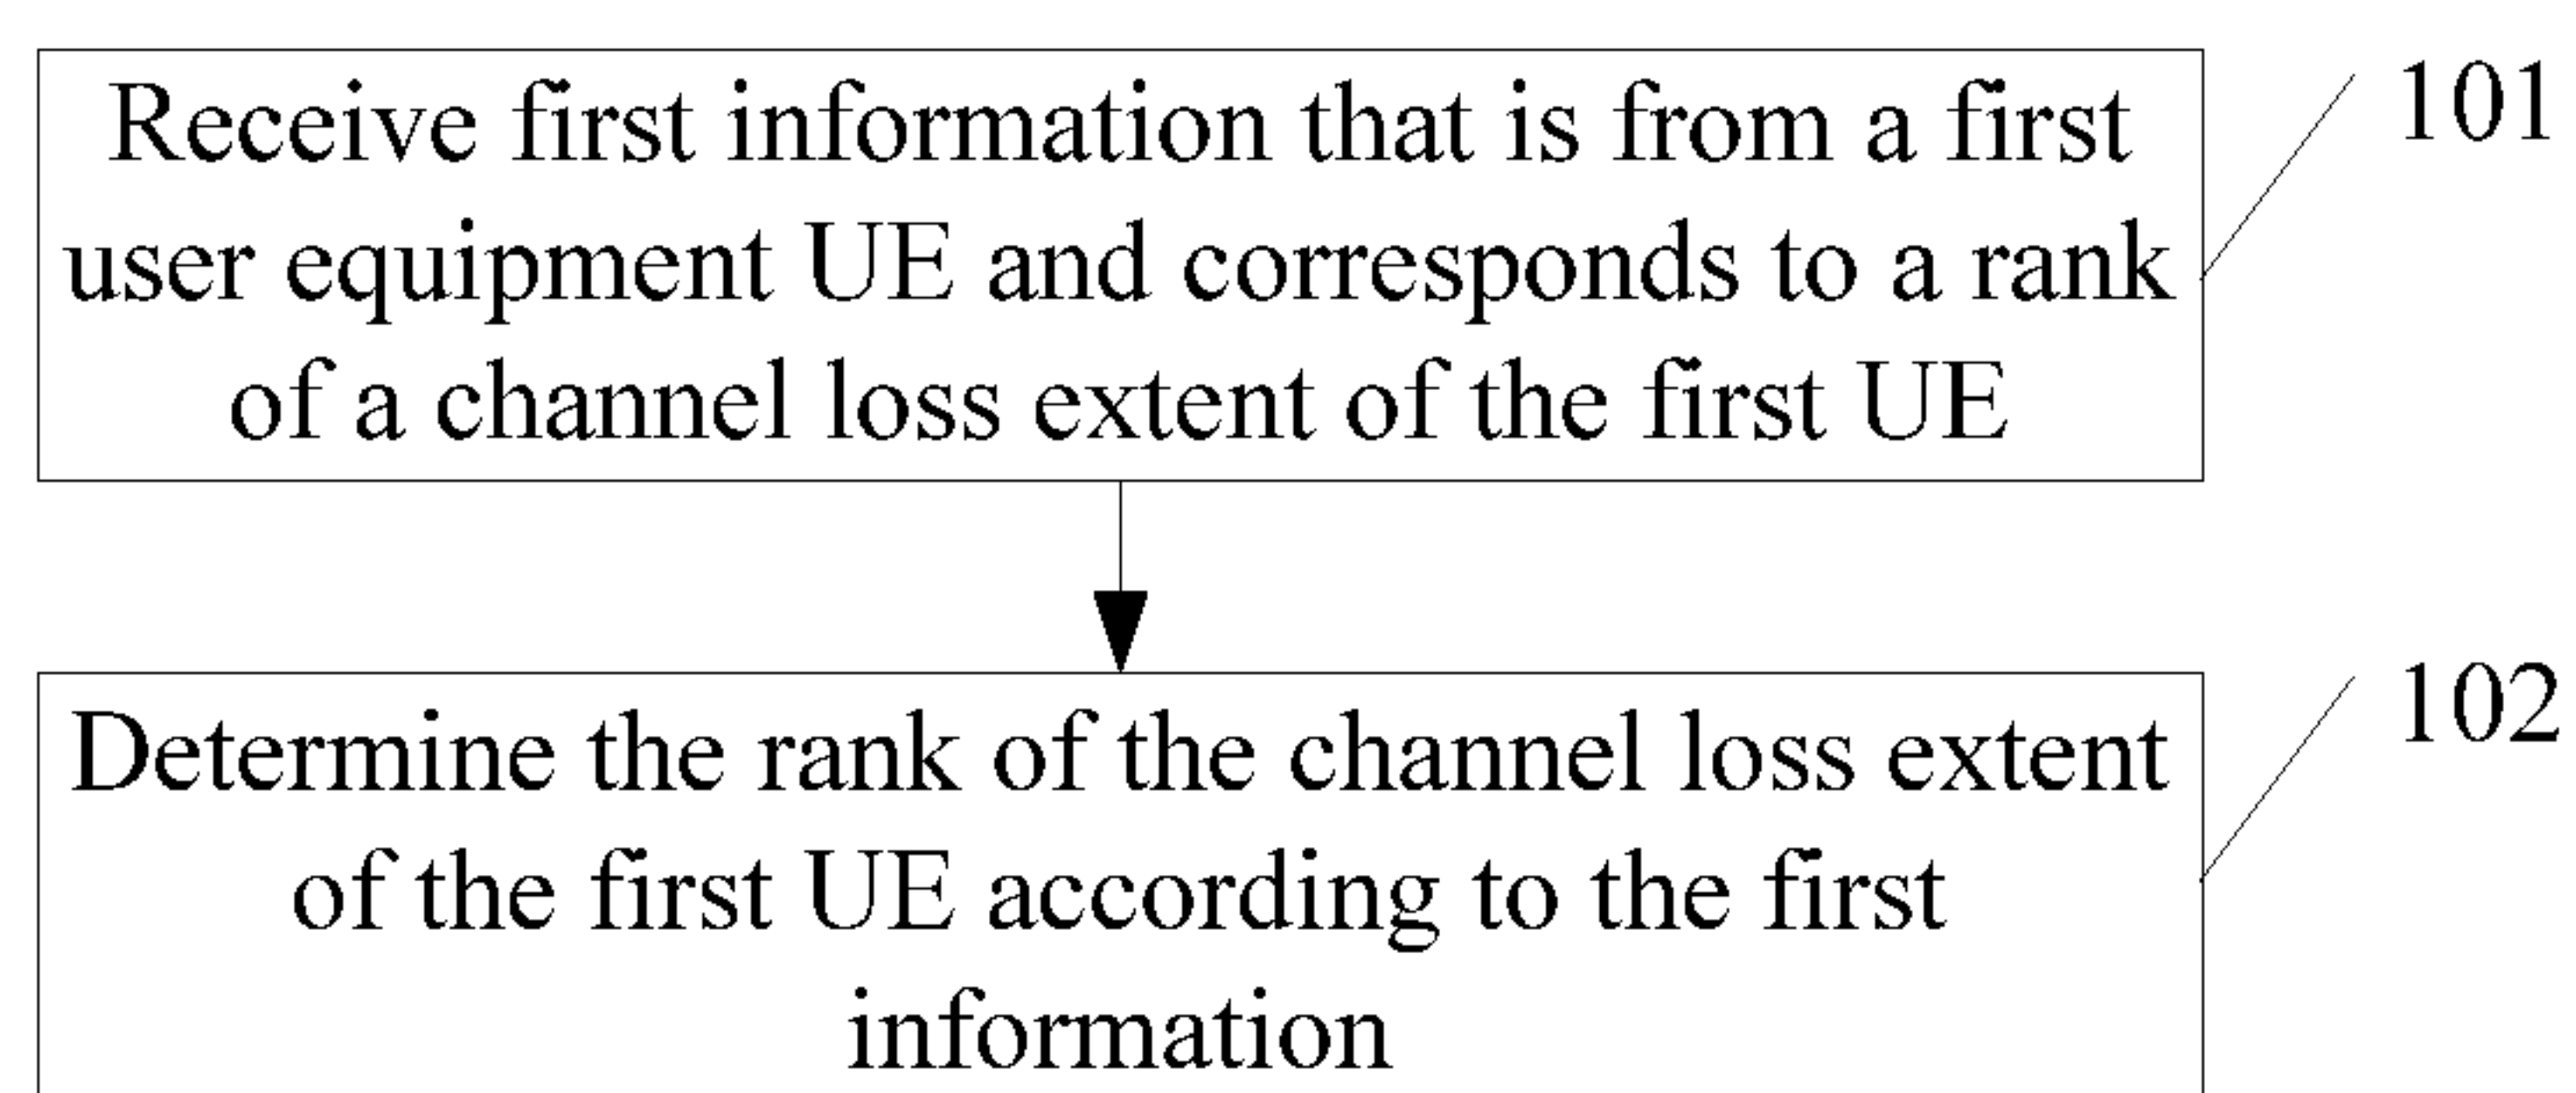 Receive first information that is from a first
user equipment UE and corresponds to a rank
of a channel loss extent of the first UE
101
Determine the rank of the channel loss extent
of the first UE according to the first
information
102